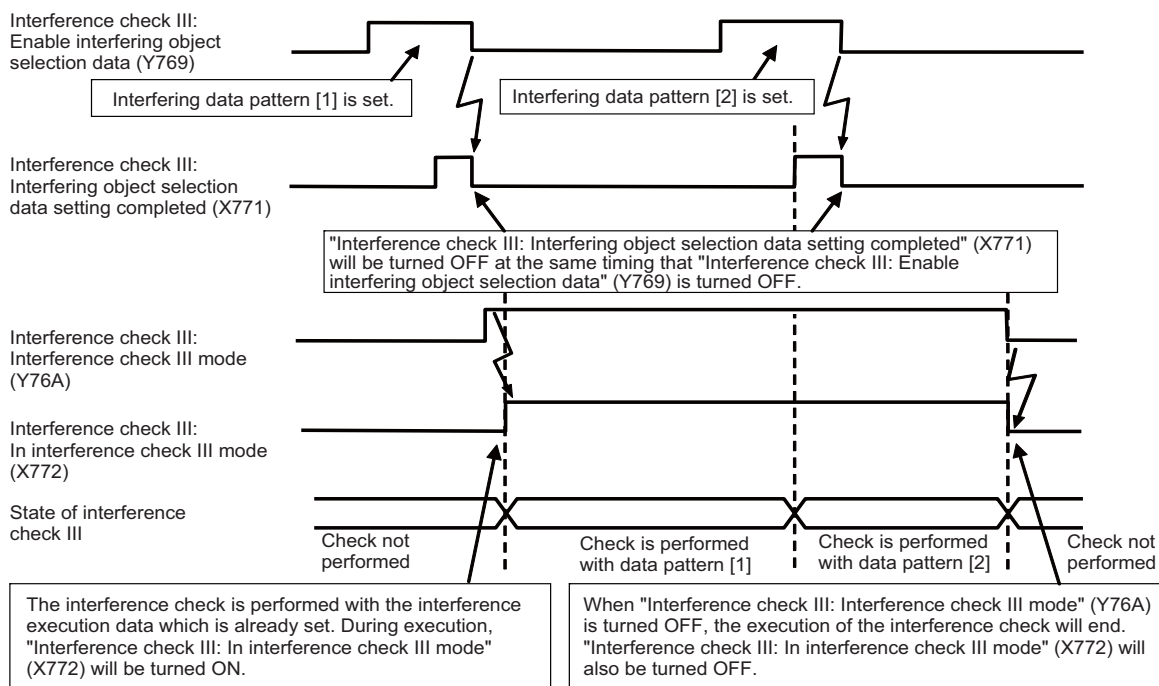 Interference check III:
Enable interfering object
selection data (Y769)
Interfering data pattern [1] is set.
Interfering data pattern [2] is set.
Interference check III:
Interfering object selection
data setting completed (X771)
"Interference check III: Interfering object selection data setting completed" (X771)
will be turned OFF at the same timing that "Interference check III: Enable
interfering object selection data" (Y769) is turned OFF.
Interference check III:
Interference check III mode
(Y76A)
Interference check III:
In interference check III mode
(X772)
State of interference
check III
Check not
performed
Check is performed
with data pattern [1]
Check is performed
with data pattern [2]
Check not
performed
The interference check is performed with the interference
execution data which is already set. During execution,
"Interference check III: In interference check III mode"
(X772) will be turned ON.
When "Interference check III: Interference check III mode" (Y76A)
is turned OFF, the execution of the interference check will end.
"Interference check III: In interference check III mode" (X772) will
also be turned OFF.